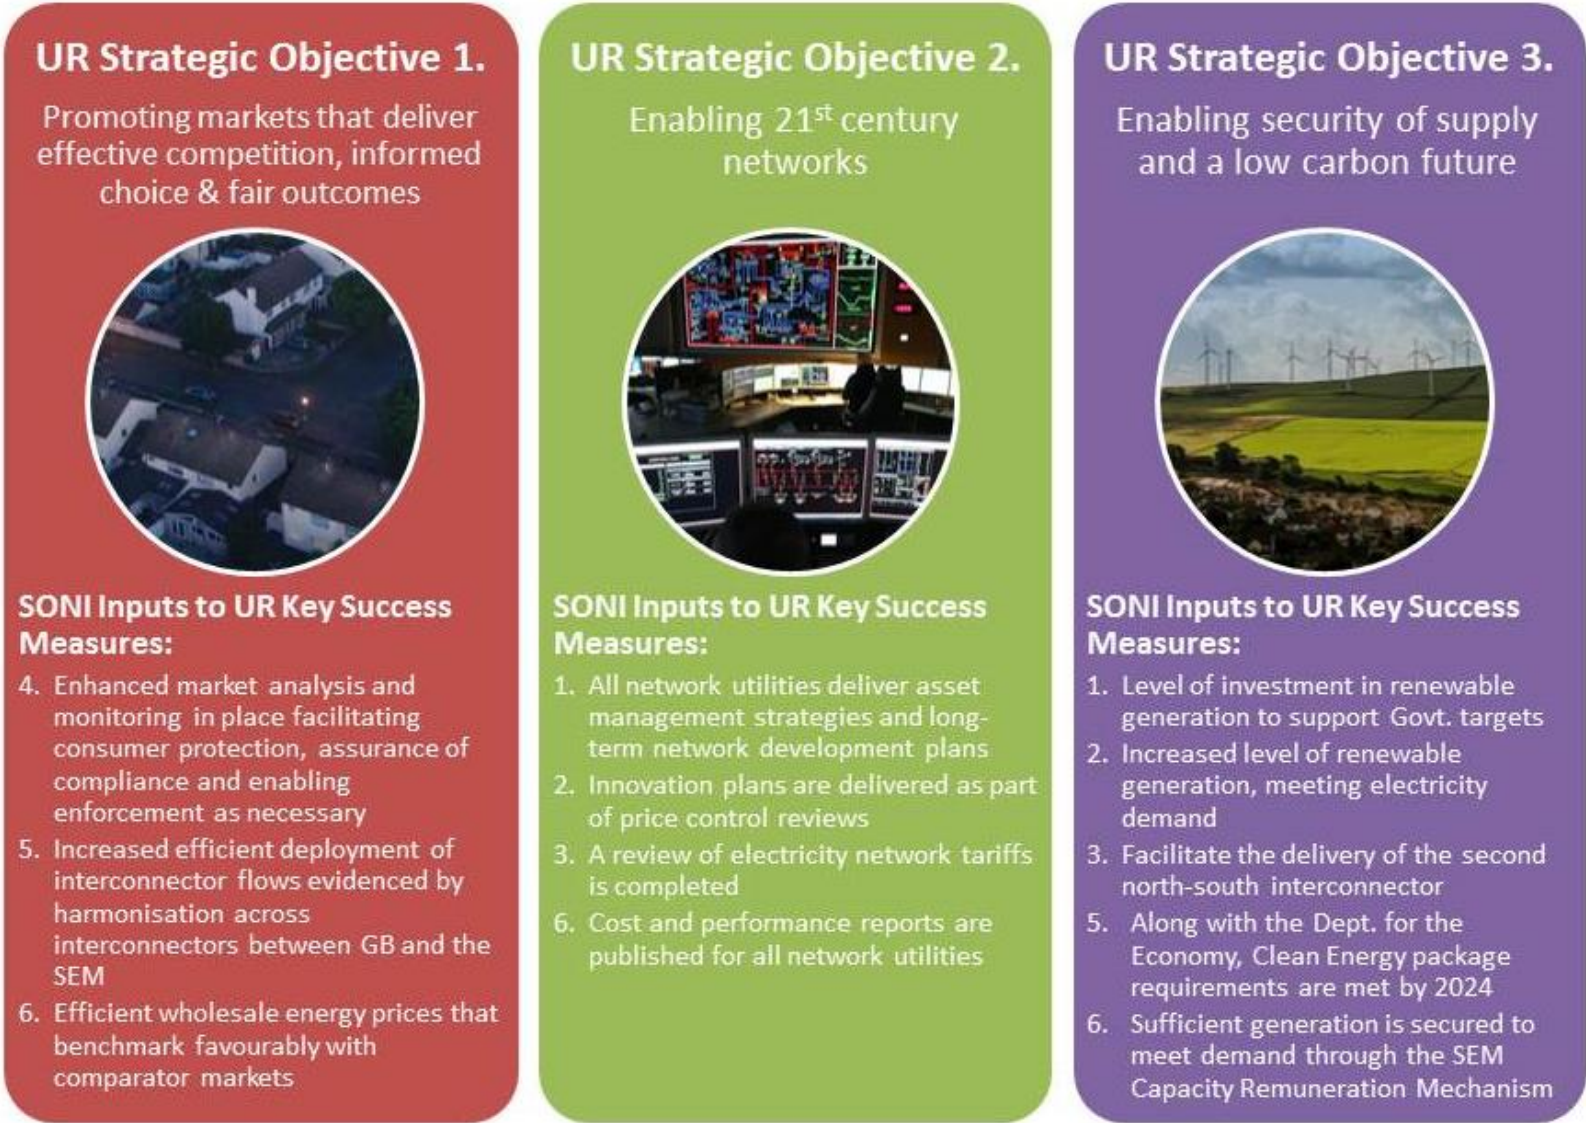 UR Strategic Objective 1.
Promoting markets that deliver
effective competition, informed
choice & fair outcomes
SONI Inputs to UR Key Success
Measures:
4. Enhanced market analysis and
monitoring in place facilitating
consumer protection, assurance of
compliance and enabling
enforcement as necessary
5. Increased efficient deployment of
interconnector flows evidenced by
harmonisation across
interconnectors between GB and the
SEM
6. Efficient wholesale energy prices that
benchmark favourably with
comparator markets
UR Strategic Objective 2.
Enabling 21st century
networks
SONI Inputs to UR Key Success
Measures:
1. All network utilities deliver asset
management strategies and long-
term network development plans
2. Innovation plans are delivered as part
of price control reviews
3. A review of electricity network tariffs
is completed
6. Cost and performance reports are
published for all network utilities
UR Strategic Objective 3.
Enabling security of supply
and a low carbon future
SONI Inputs to UR Key Success
Measures:
1. Level of investment in renewable
generation to support Govt. targets
2. Increased level of renewable
generation, meeting electricity
demand
3. Facilitate the delivery of the second
north-south interconnector
5. Along with the Dept. for the
Economy, Clean Energy package
requirements are met by 2024
6. Sufficient generation is secured to
meet demand through the SEM
Capacity Remuneration Mechanism